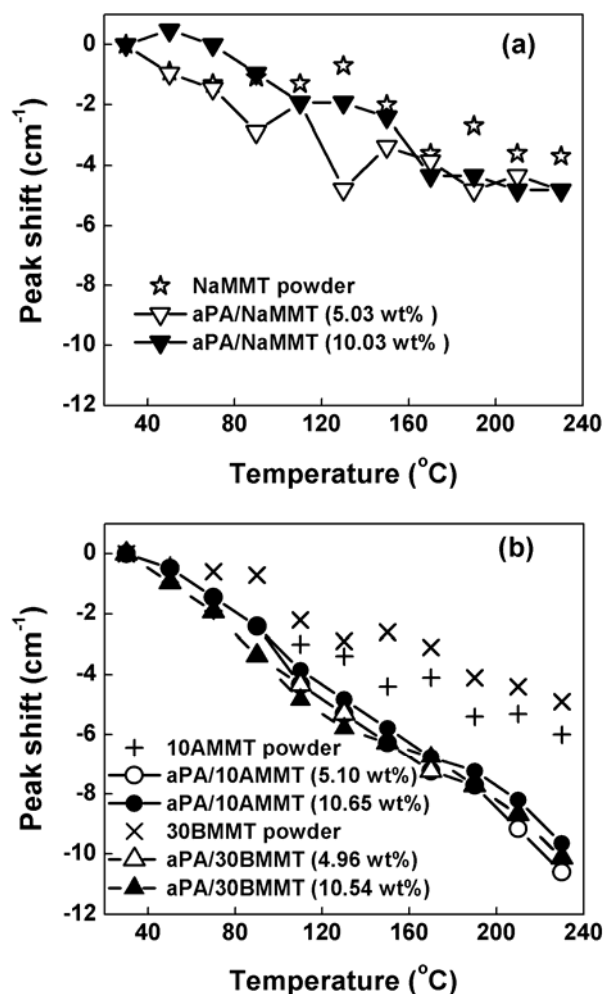 (a)
0
-2
-4
-6
-8
-10
-12
Peak shift (cm⁻¹)
NaMMT powder
aPA/NaMMT (5.03 wt% )
aPA/NaMMT (10.03 wt%)
40 80 120 160 200 240
Temperature (°C)
(b)
0
-2
-4
-6
-8
-10
-12
Peak shift (cm⁻¹)
10AMMT powder
aPA/10AMMT (5.10 wt%)
aPA/10AMMT (10.65 wt%)
30BMMT powder
aPA/30BMMT (4.96 wt%)
aPA/30BMMT (10.54 wt%)
40 80 120 160 200 240
Temperature (°C)